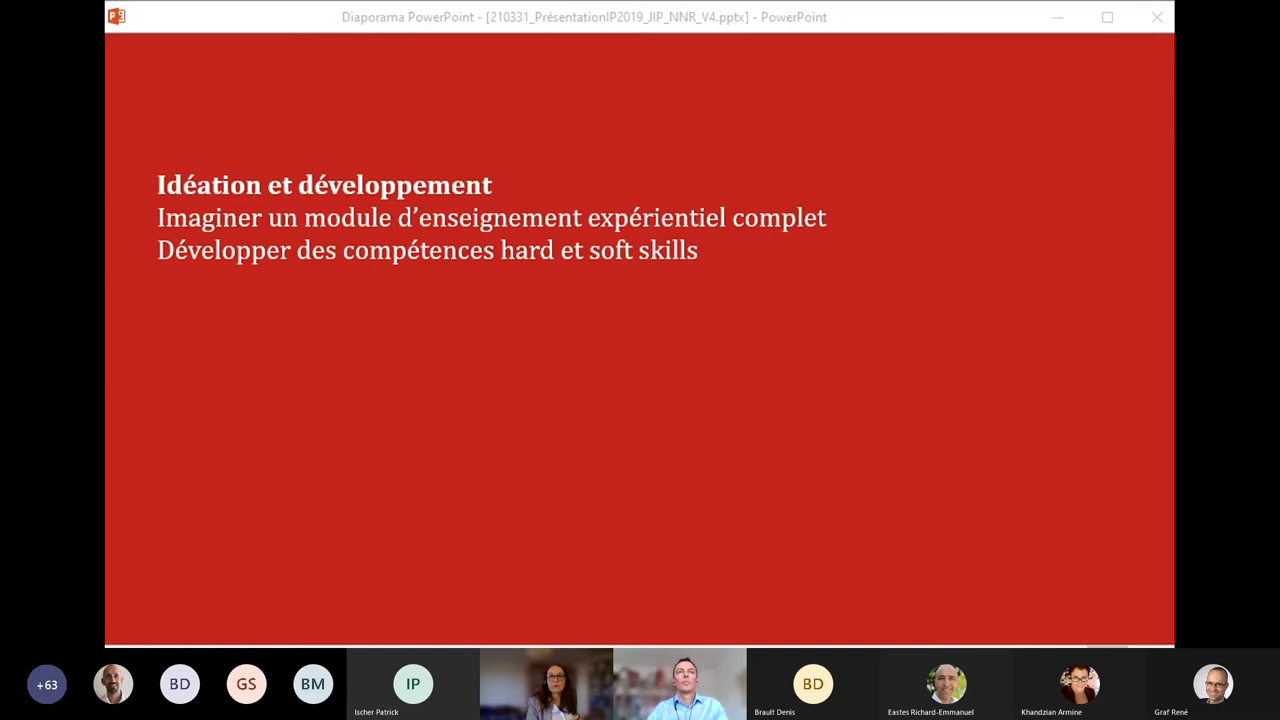 Diaporama PowerPoint - [210331_PrésentationIP2019_JIP_NNR_V4.pptx] - PowerPoint
Idéation et développement
Imaginer un module d’enseignement expérientiel complet
Développer des compétences hard et soft skills
+63
BD
GS
BM
IP
BD
Ischer Patrick
Brault Denis
Eastes Richard-Emmanuel
Khandzian Armine
Graf René